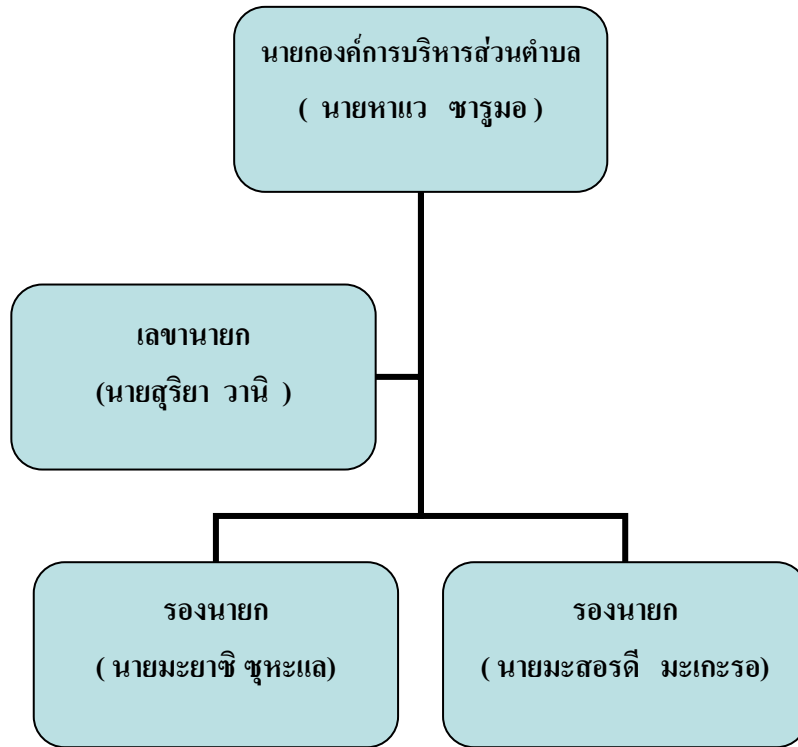 นายกองค์การบริหารส่วนตำบล
( นายหาแว ซารูมอ )
เลขานายก
(นายสุริยา วานิ )
รองนายก
( นายมะยาซิ ซุหะแล)
รองนายก
( นายมะสอรดี มะเกะรอ)